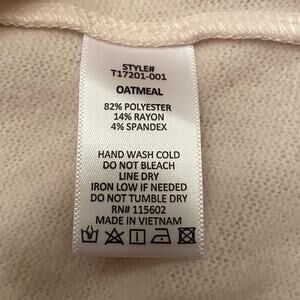 STYLE#
T17201-001
OATMEAL
82% POLYESTER
14% RAYON
4% SPANDEX
HAND WASH COLD
DO NOT BLEACH
LINE DRY
IRON LOW IF NEEDED
DO NOT TUMBLE DRY
RN# 115602
MADE IN VIETNAM